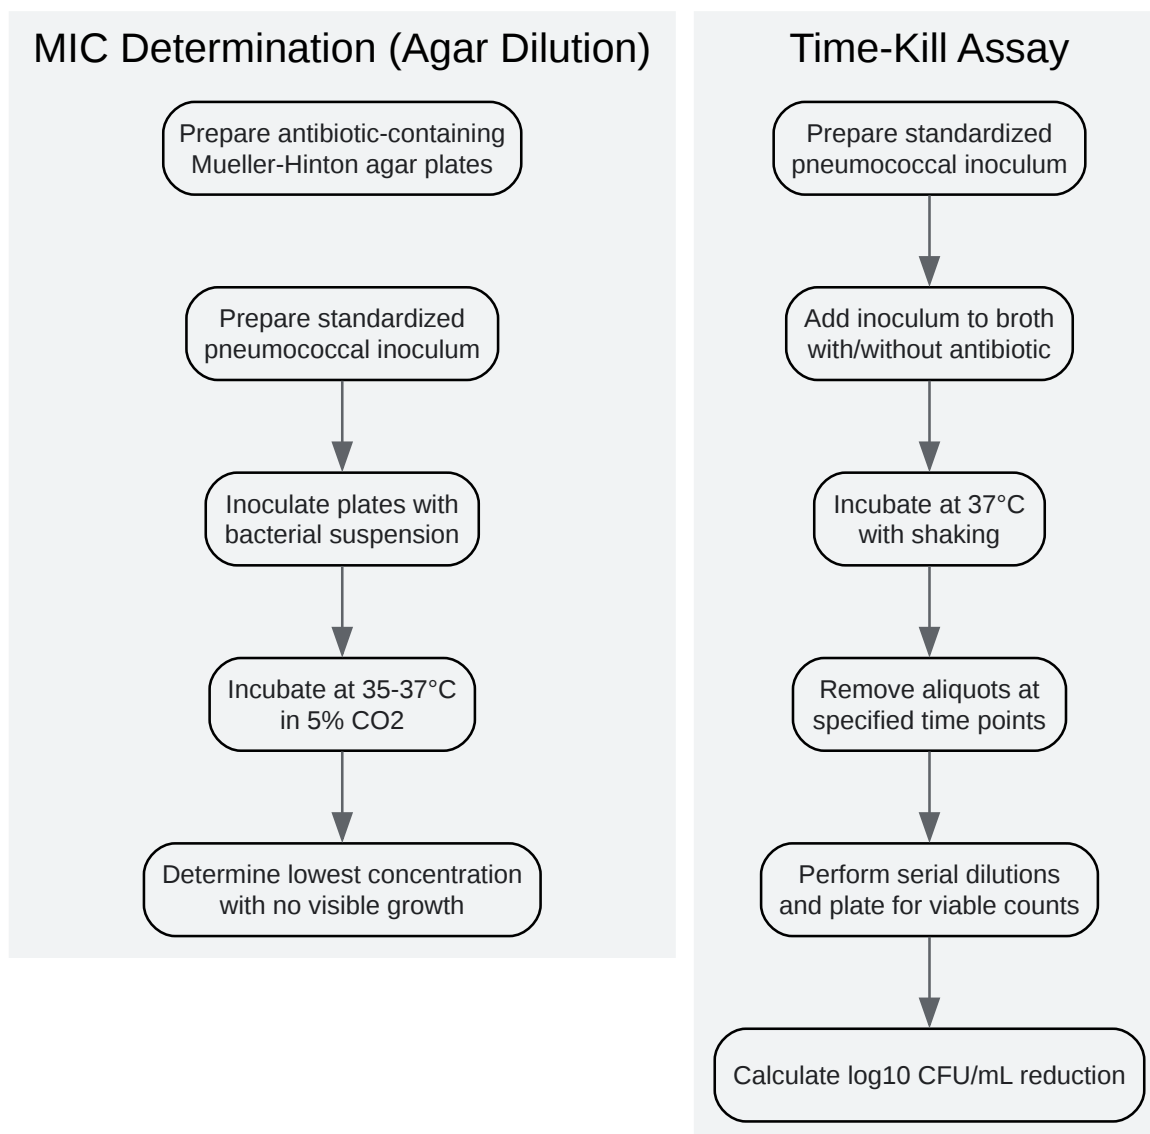 MIC Determination (Agar Dilution)
Prepare antibiotic-containing
Mueller-Hinton agar plates
Prepare standardized
pneumococcal inoculum
Inoculate plates with
bacterial suspension
Incubate at 35-37°C
in 5% CO2
Determine lowest concentration
with no visible growth
Time-Kill Assay
Prepare standardized
pneumococcal inoculum
Add inoculum to broth
with/without antibiotic
Incubate at 37°C
with shaking
Remove aliquots at
specified time points
Perform serial dilutions
and plate for viable counts
Calculate log10 CFU/mL reduction